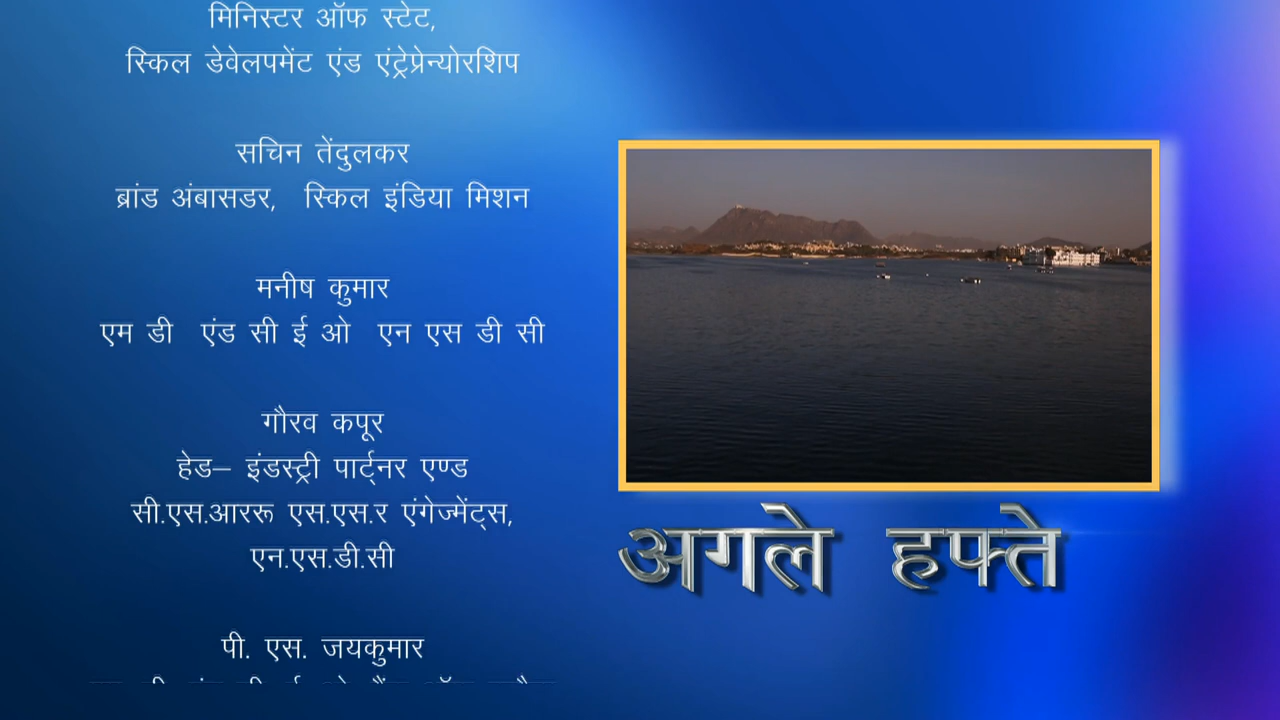 मिनिस्टर ऑफ स्टेट,
स्किल डेवेलपमेंट एंड एंट्रेप्रेन्योरशिप
सचिन तेंदुलकर
ब्रांड अंबासडर, स्किल इंडिया मिशन
मनीष कुमार
एम डी एंड सी ई ओ एन एस डी सी
गौरव कपूर
हेड– इंडस्ट्री पार्ट्नर एण्ड
सी.एस.आररू एस.एस.र एंगेज्मेंट्स,
एन.एस.डी.सी
पी. एस. जयकुमार
अगले हफ्ते